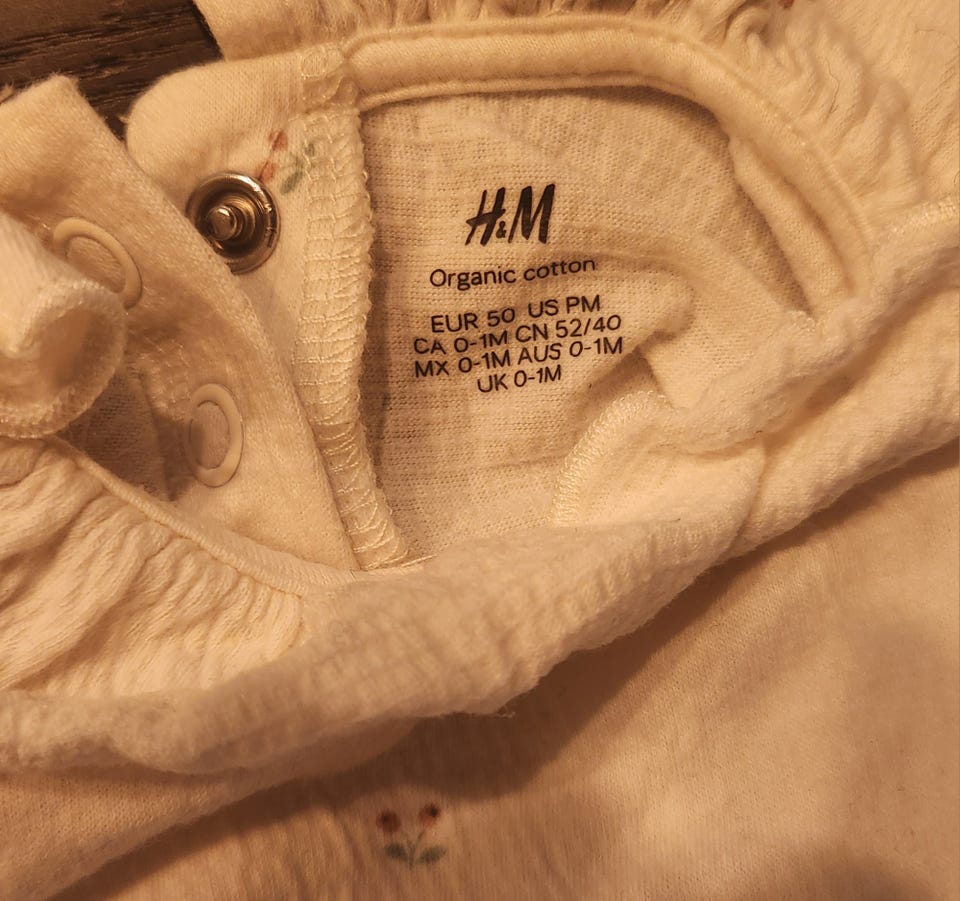 H&M
Organic cotton
EUR 50 US PM
CA 0-1M CN 52/40
MX 0-1M AUS 0-1M
UK 0-1M